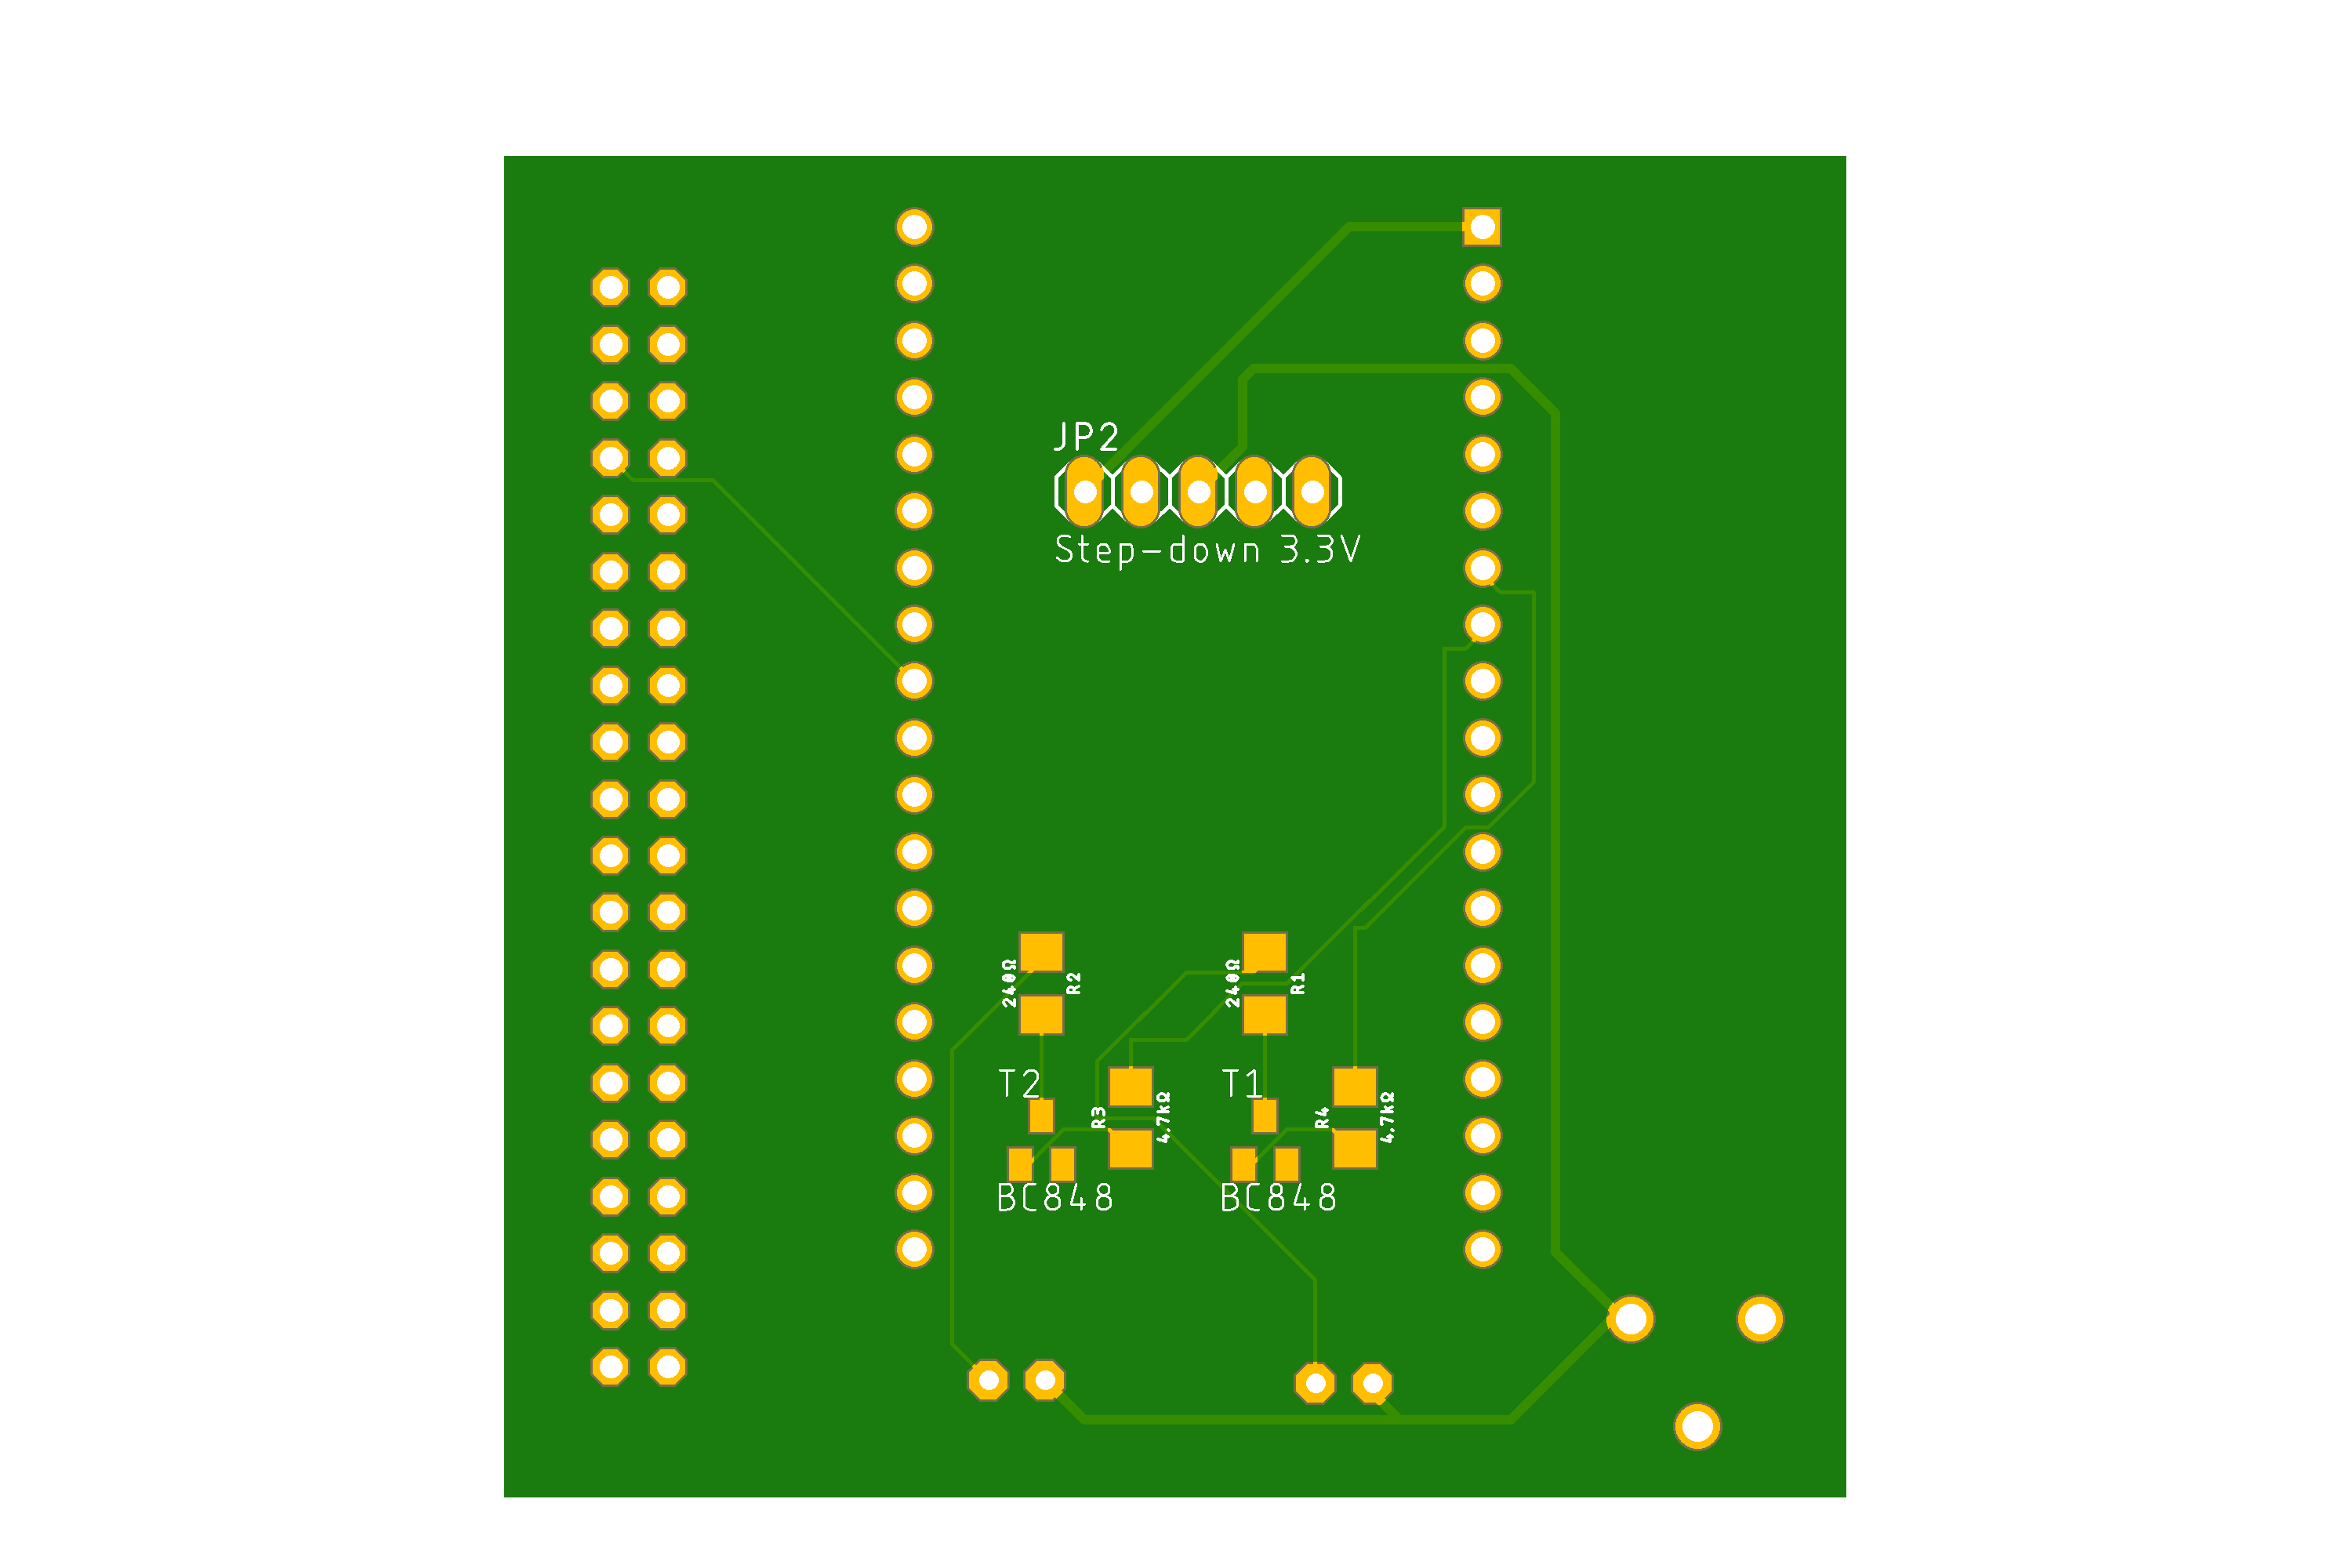 JP2
Step-down 3.3V
240Ω
R2
240Ω
R1
T2
T1
R3
4.7kΩ
R4
4.7kΩ
BC848
BC848